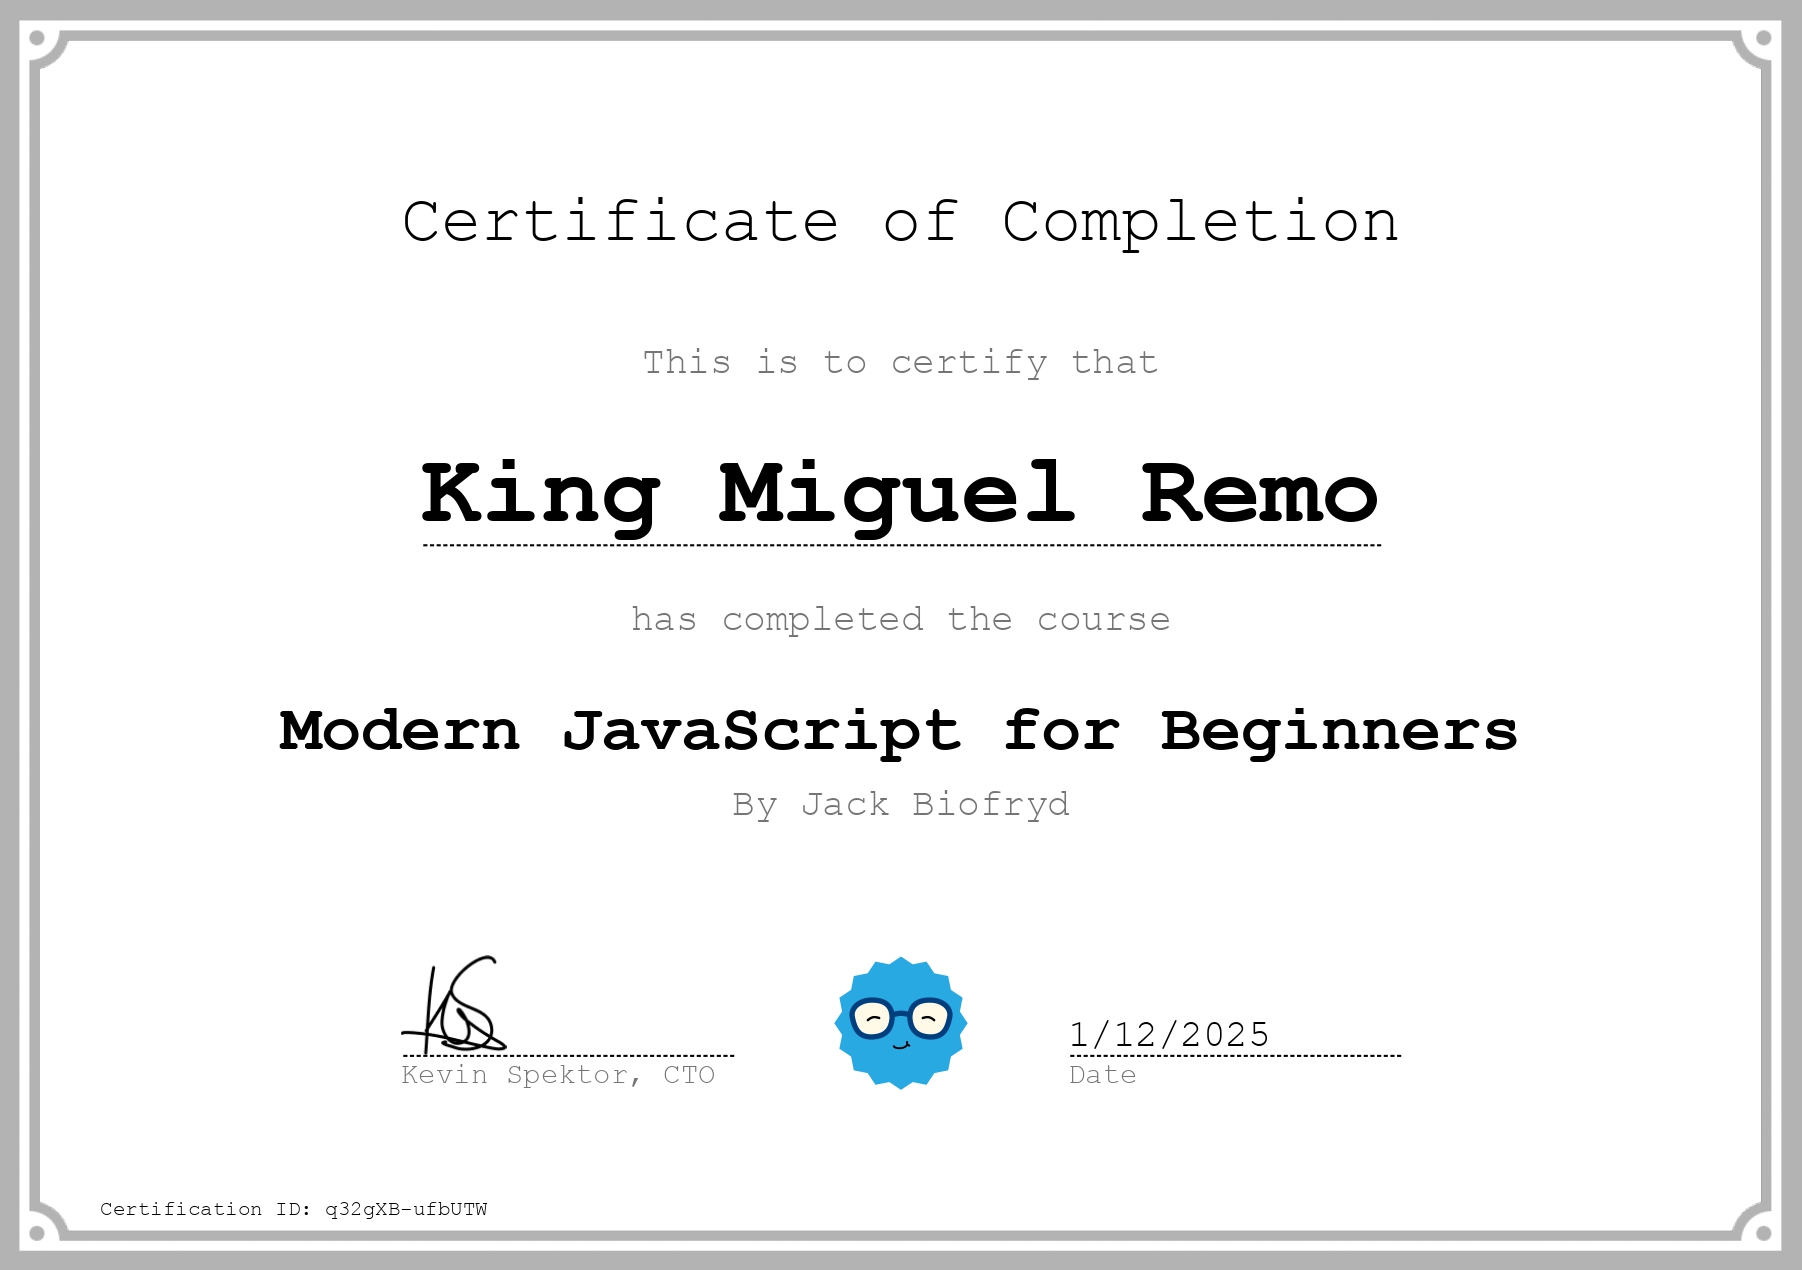 Certificate of Completion
This is to certify that
King Miguel Remo
has completed the course
Modern JavaScript for Beginners
By Jack Biofryd
1/12/2025
Kevin Spektor, CTO
Date
Certification ID: q32gXB-ufbUTW